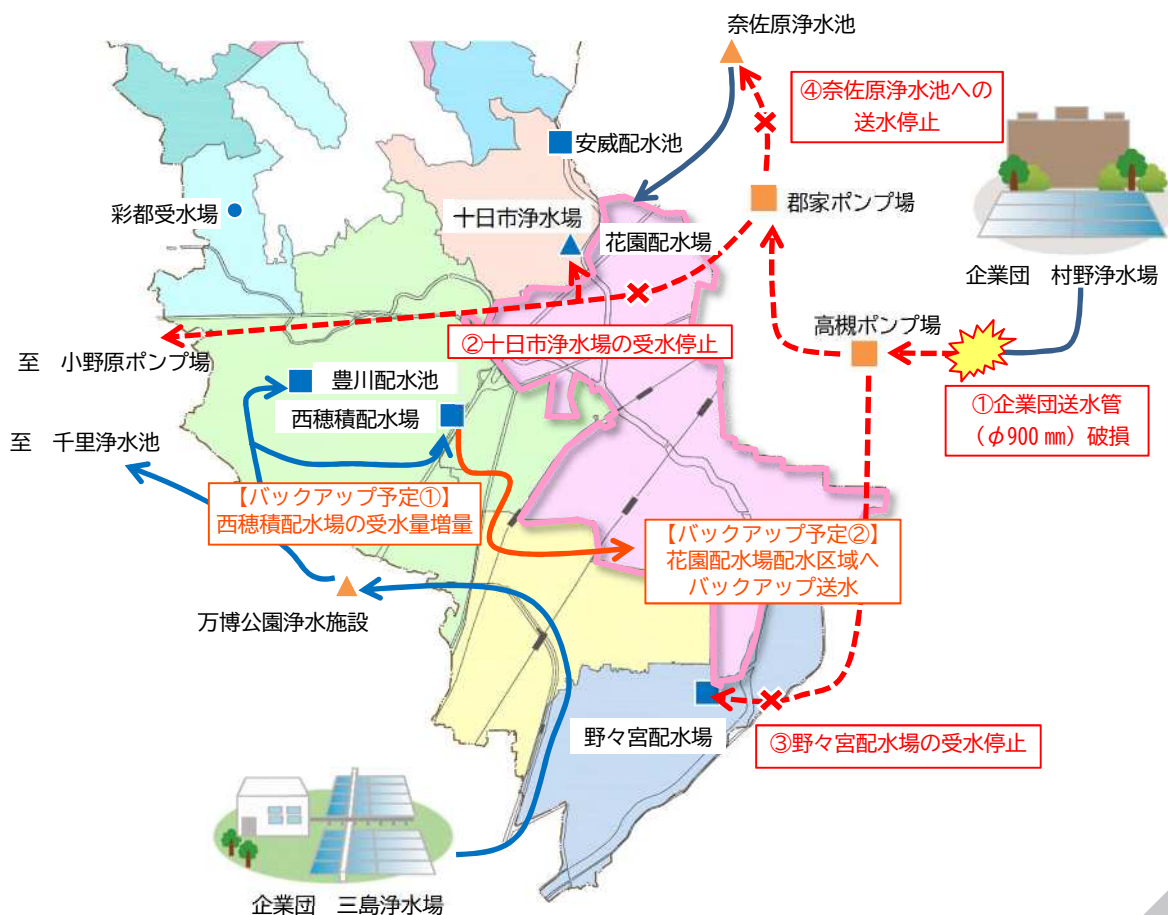 奈佐原浄水池
④奈佐原浄水池への
送水停止
安威配水池
彩都受水場
十日市浄水場
花園配水場
郡家ポンプ場
企業団　村野浄水場
高槻ポンプ場
②十日市浄水場の受水停止
至　小野原ポンプ場
豊川配水池
西穂積配水場
①企業団送水管
（φ900 ㎜）破損
至　千里浄水池
【バックアップ予定①】
西穂積配水場の受水量増量
【バックアップ予定②】
花園配水場配水区域へ
バックアップ送水
万博公園浄水施設
野々宮配水場
③野々宮配水場の受水停止
企業団　三島浄水場